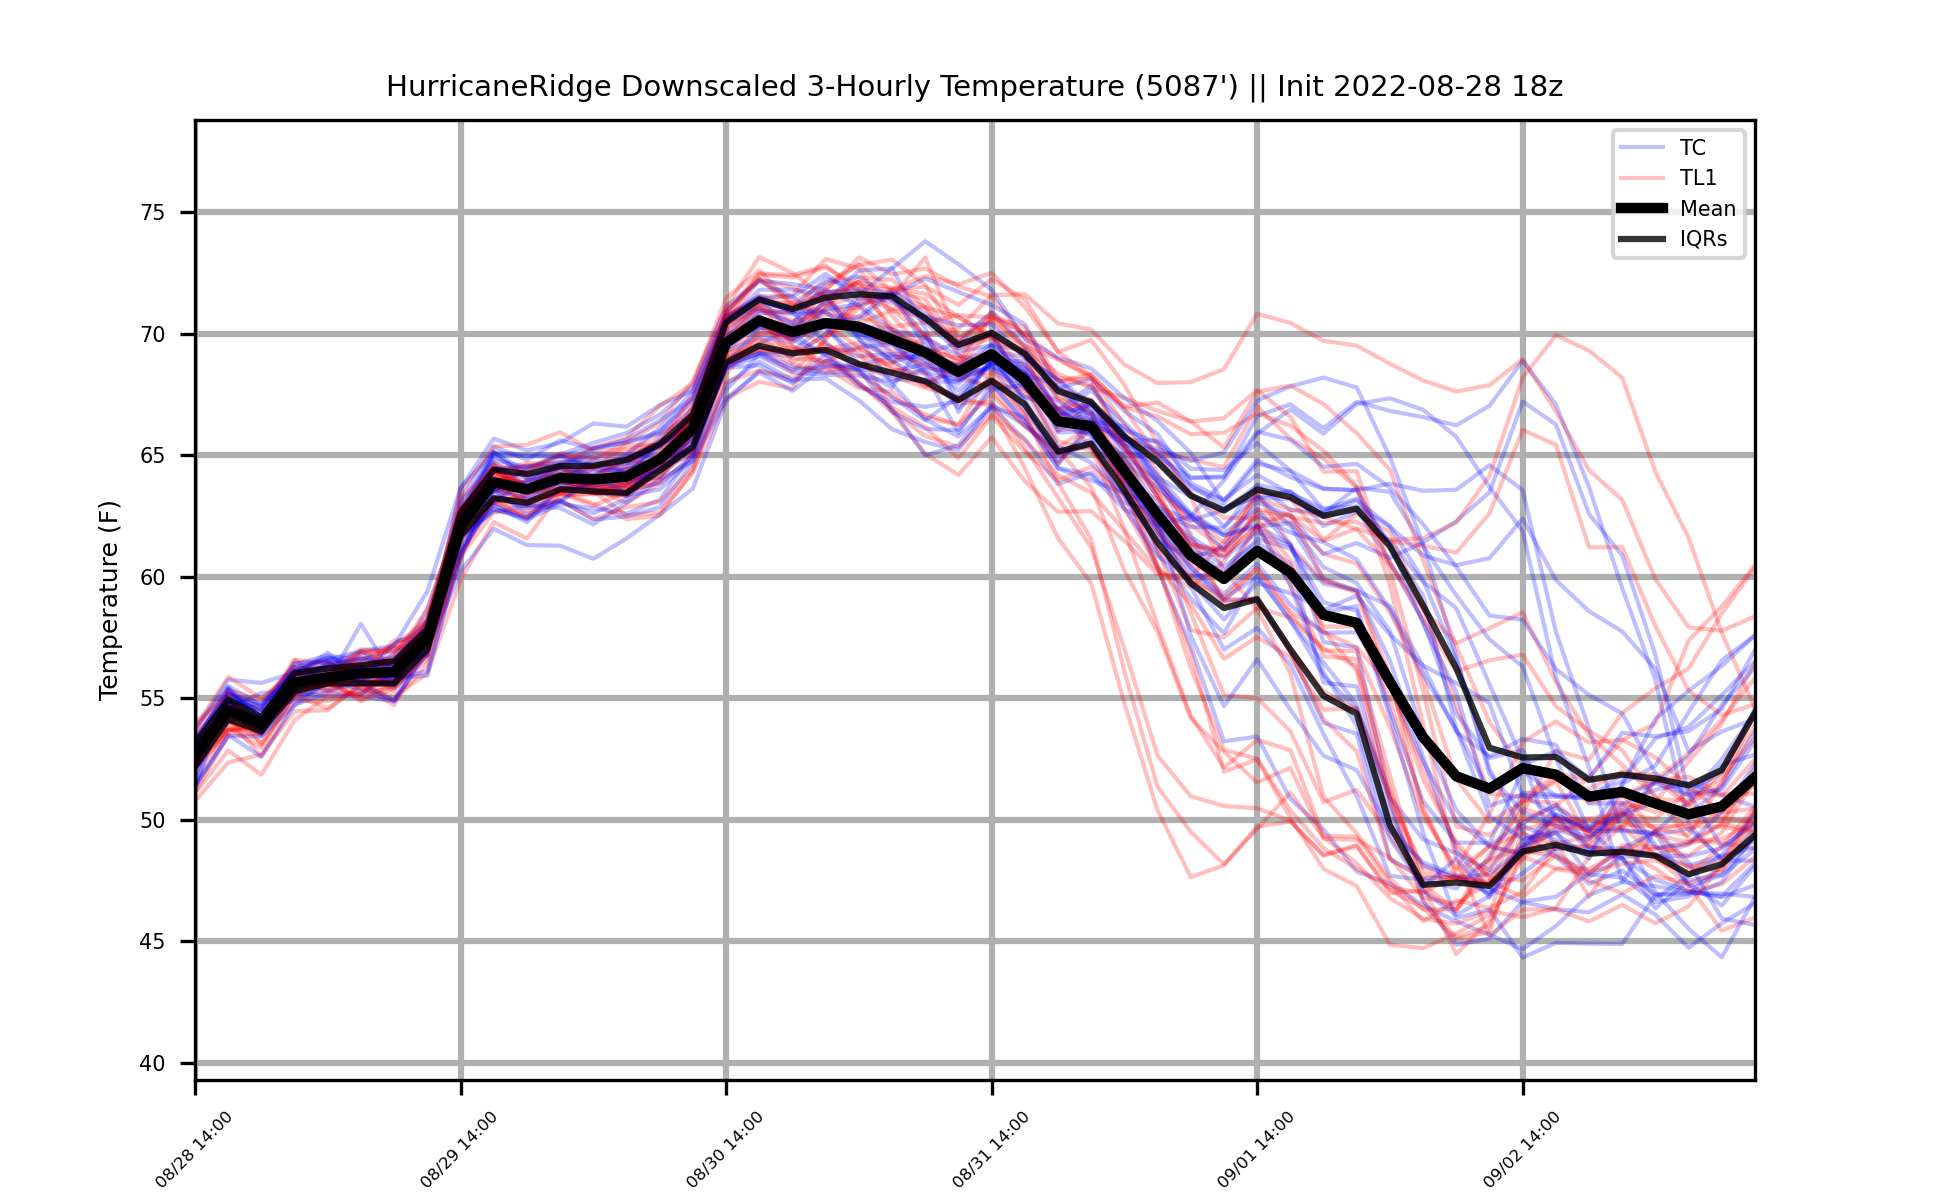 HurricaneRidge Downscaled 3-Hourly Temperature (5087') || Init 2022-08-28 18z
TC
TL1
Mean
IQRs
Temperature (F)
75
70
65
60
55
50
45
40
08/28 14:00
08/29 14:00
08/30 14:00
08/31 14:00
09/01 14:00
09/02 14:00